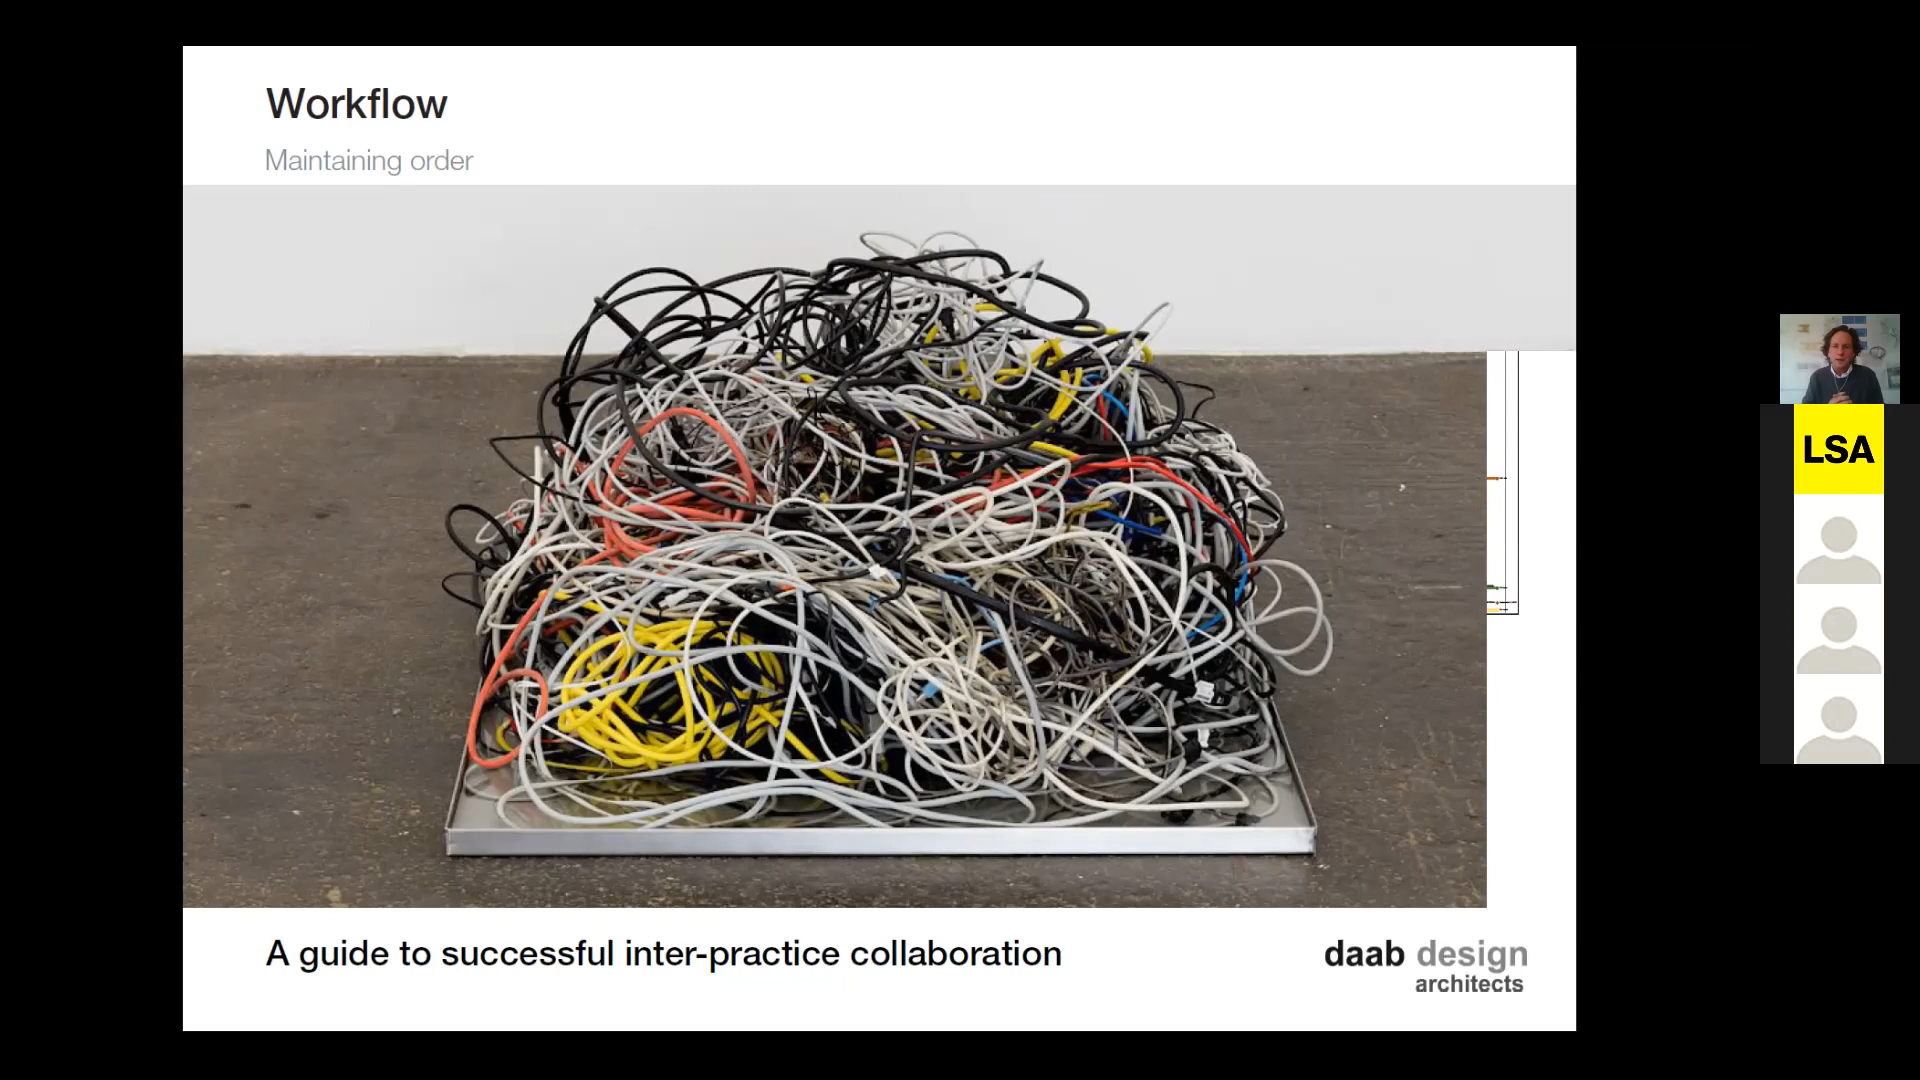 Workflow
Maintaining order
LSA
A guide to successful inter-practice collaboration
daab design
architects